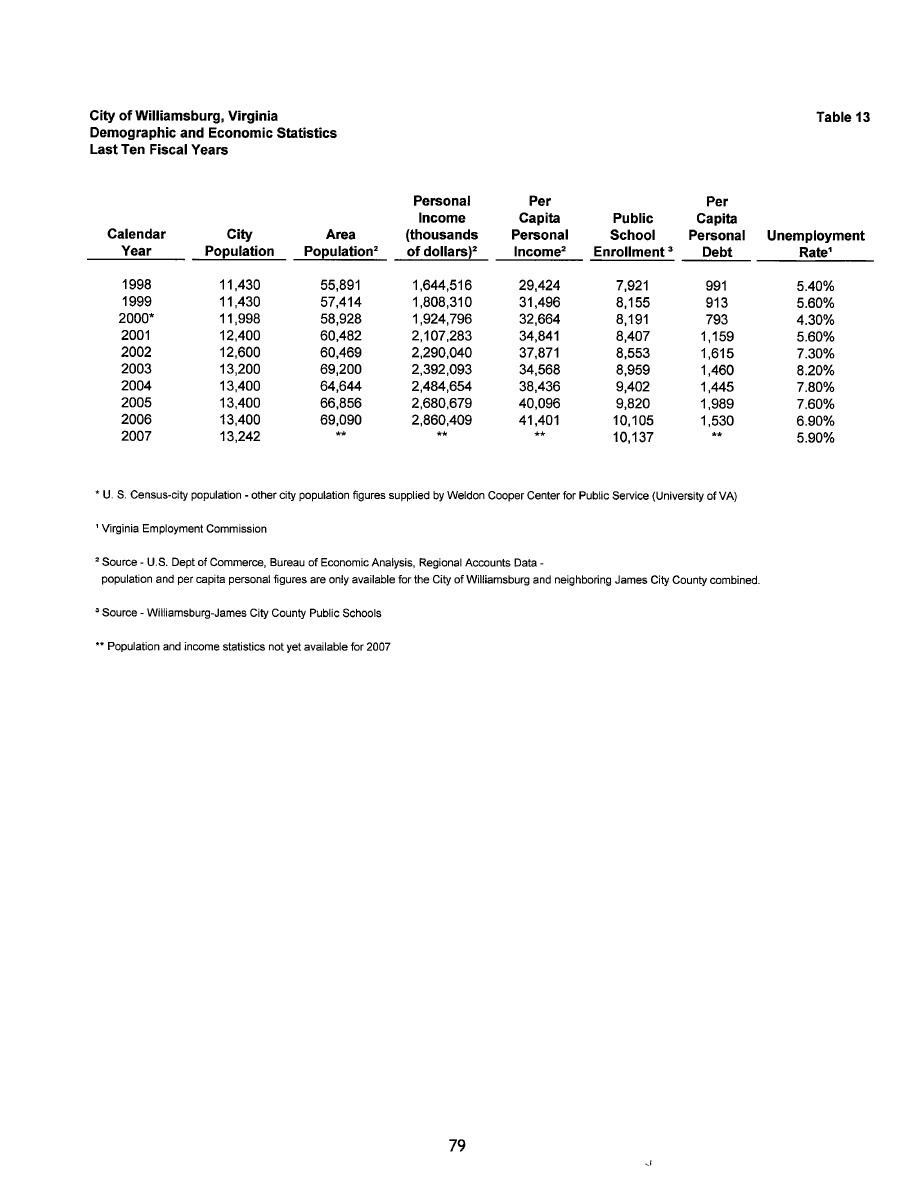 City of Williamsburg, Virginia Table 13
Demographic and Economic Statistics
Last Ten Fiscal Years
Personal Per Per
Income Capita Public Capita
Calendar City Area (thousands Personal School Personal Unemployment
Year Population Population² of dollars)² Income² Enrollment ³ Debt Rate¹
1998 11,430 55,891 1,644,516 29,424 7,921 991 5.40%
1999 11,430 57,414 1,808,310 31,496 8,155 913 5.60%
2000* 11,998 58,928 1,924,796 32,664 8,191 793 4.30%
2001 12,400 60,482 2,107,283 34,841 8,407 1,159 5.60%
2002 12,600 60,469 2,290,040 37,871 8,553 1,615 7.30%
2003 13,200 69,200 2,392,093 34,568 8,959 1,460 8.20%
2004 13,400 64,644 2,484,654 38,436 9,402 1,445 7.80%
2005 13,400 66,856 2,680,679 40,096 9,820 1,989 7.60%
2006 13,400 69,090 2,860,409 41,401 10,105 1,530 6.90%
2007 13,242 ** ** ** 10,137 ** 5.90%
* U. S. Census-city population - other city population figures supplied by Weldon Cooper Center for Public Service (University of VA)
¹ Virginia Employment Commission
² Source - U.S. Dept of Commerce, Bureau of Economic Analysis, Regional Accounts Data -
population and per capita personal figures are only available for the City of Williamsburg and neighboring James City County combined.
³ Source - Williamsburg-James City County Public Schools
** Population and income statistics not yet available for 2007
79